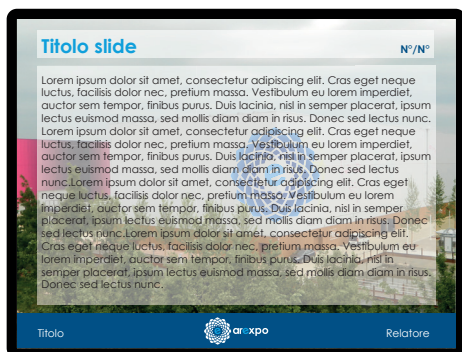 Titolo slide
N°/N°
Lorem ipsum dolor sit amet, consectetur adipiscing elit. Cras eget neque
luctus, facilisis dolor nec, pretium massa. Vestibulum eu lorem imperdiet,
auctor sem tempor, finibus purus. Duis lacinia, nisl in semper placerat, ipsum
lectus euismod massa, sed mollis diam diam in risus. Donec sed lectus nunc.
Lorem ipsum dolor sit amet, consectetur adipiscing elit. Cras eget neque
luctus, facilisis dolor nec, pretium massa. Vestibulum eu lorem imperdiet,
auctor sem tempor, finibus purus. Duis lacinia, nisl in semper placerat, ipsum
lectus euismod massa, sed mollis diam diam in risus. Donec sed lectus
nunc.Lorem ipsum dolor sit amet, consectetur adipiscing elit. Cras eget
neque luctus, facilisis dolor nec, pretium massa. Vestibulum eu lorem
imperdiet, auctor sem tempor, finibus purus. Duis lacinia, nisl in semper
placerat, ipsum lectus euismod massa, sed mollis diam diam in risus. Donec
sed lectus nunc.Lorem ipsum dolor sit amet, consectetur adipiscing elit.
Cras eget neque luctus, facilisis dolor nec, pretium massa. Vestibulum eu
lorem imperdiet, auctor sem tempor, finibus purus. Duis lacinia, nisl in
semper placerat, ipsum lectus euismod massa, sed mollis diam diam in risus.
Donec sed lectus nunc.
Titolo
arexpo
Relatore